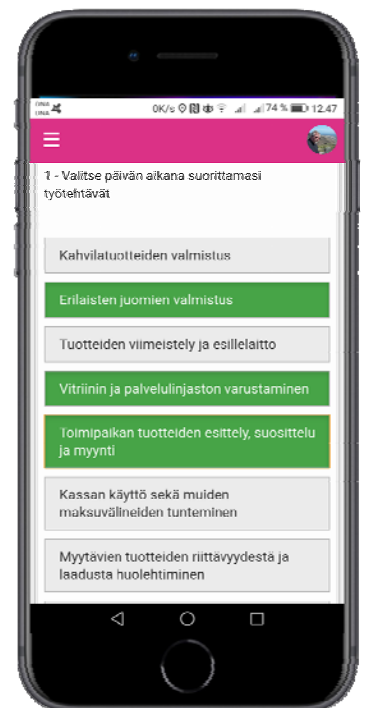 0K/s 74 % 12.47
1 - Valitse päivän aikana suorittamasi
työtehtävät
Kahvilatuotteiden valmistus
Erilaisten juomien valmistus
Tuotteiden viimeistely ja esillelaitto
Vitriinin ja palvelulinjaston varustaminen
Toimipaikan tuotteiden esittely, suosittelu
ja myynti
Kassan käyttö sekä muiden
maksuvälineiden tunteminen
Myytävien tuotteiden riittävyydestä ja
laadusta huolehtiminen